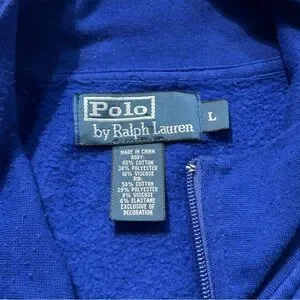 Polo
by Ralph Lauren
L
MADE IN CHINA
BODY:
60% COTTON
30% POLYESTER
10% VISCOSE
RIB:
58% COTTON
29% POLYESTER
9% VISCOSE
4% ELASTANE
EXCLUSIVE OF
DECORATION